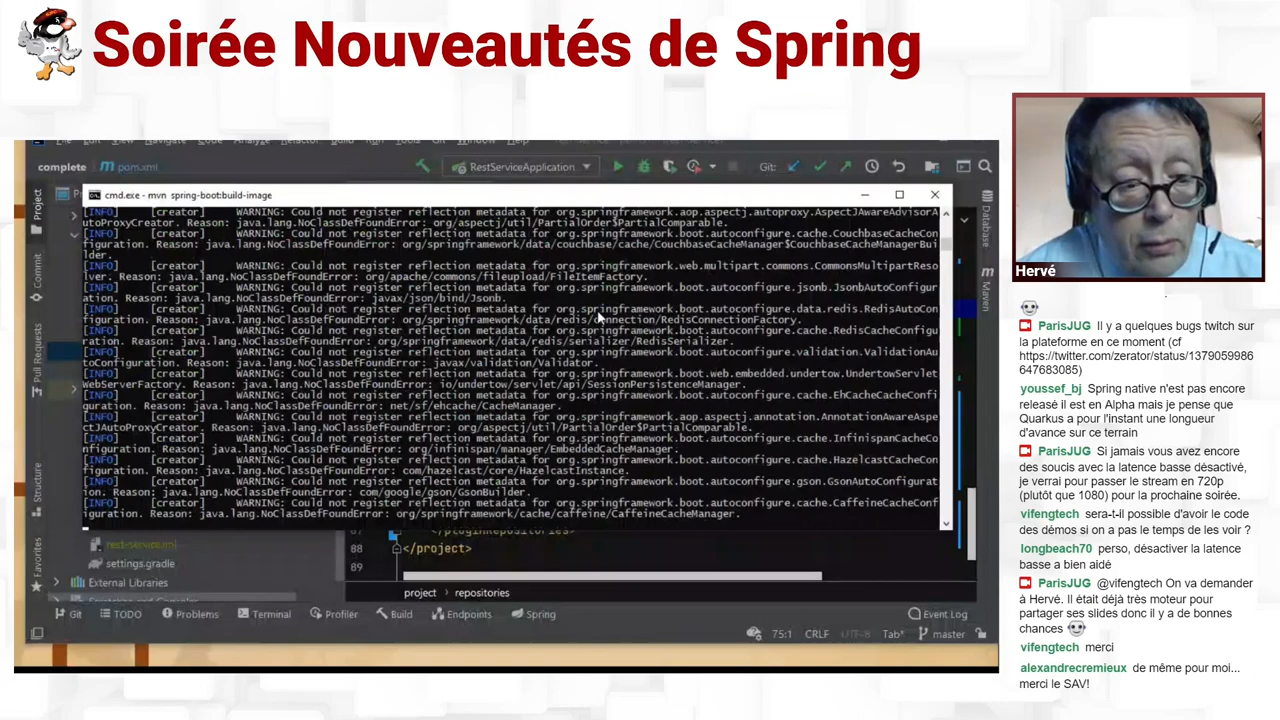 Soirée Nouveautés de Spring
complete pom.xml
RestServiceApplication
Git:
Project
Commit
Pull Requests
Structure
Favorites
Database
Maven
cmd.exe - mvn spring-boot:build-image
[INFO] [creator] WARNING: Could not register reflection metadata for org.springframework.aop.aspectj.autoproxy.AspectJAwareAdvisorA
utoProxyCreator. Reason: java.lang.NoClassDefFoundError: org/aspectj/util/PartialOrder$PartialComparable.
[INFO] [creator] WARNING: Could not register reflection metadata for org.springframework.boot.autoconfigure.cache.CouchbaseCacheCon
figuration. Reason: java.lang.NoClassDefFoundError: org/springframework/data/couchbase/cache/CouchbaseCacheManager$CouchbaseCacheManagerBui
lder.
[INFO] [creator] WARNING: Could not register reflection metadata for org.springframework.web.multipart.commons.CommonsMultipartReso
lver. Reason: java.lang.NoClassDefFoundError: org/apache/commons/fileupload/FileItemFactory.
[INFO] [creator] WARNING: Could not register reflection metadata for org.springframework.boot.autoconfigure.jsonb.JsonbAutoConfigur
ation. Reason: java.lang.NoClassDefFoundError: javax/json/bind/Jsonb.
[INFO] [creator] WARNING: Could not register reflection metadata for org.springframework.boot.autoconfigure.data.redis.RedisAutoCon
figuration. Reason: java.lang.NoClassDefFoundError: org/springframework/data/redis/connection/RedisConnectionFactory.
[INFO] [creator] WARNING: Could not register reflection metadata for org.springframework.boot.autoconfigure.cache.RedisCacheConfigu
ration. Reason: java.lang.NoClassDefFoundError: org/springframework/data/redis/serializer/RedisSerializer.
[INFO] [creator] WARNING: Could not register reflection metadata for org.springframework.boot.autoconfigure.validation.ValidationAu
toConfiguration. Reason: java.lang.NoClassDefFoundError: javax/validation/Validator.
[INFO] [creator] WARNING: Could not register reflection metadata for org.springframework.boot.web.embedded.undertow.UndertowServlet
WebServerFactory. Reason: java.lang.NoClassDefFoundError: io/undertow/servlet/api/SessionPersistenceManager.
[INFO] [creator] WARNING: Could not register reflection metadata for org.springframework.boot.autoconfigure.cache.EhCacheCacheConfi
guration. Reason: java.lang.NoClassDefFoundError: net/sf/ehcache/CacheManager.
[INFO] [creator] WARNING: Could not register reflection metadata for org.springframework.aop.aspectj.annotation.AnnotationAwareAspe
ctJAutoProxyCreator. Reason: java.lang.NoClassDefFoundError: org/aspectj/util/PartialOrder$PartialComparable.
[INFO] [creator] WARNING: Could not register reflection metadata for org.springframework.boot.autoconfigure.cache.InfinispanCacheCo
nfiguration. Reason: java.lang.NoClassDefFoundError: org/infinispan/manager/EmbeddedCacheManager.
[INFO] [creator] WARNING: Could not register reflection metadata for org.springframework.boot.autoconfigure.cache.HazelcastCacheCon
figuration. Reason: java.lang.NoClassDefFoundError: com/hazelcast/core/HazelcastInstance.
[INFO] [creator] WARNING: Could not register reflection metadata for org.springframework.boot.autoconfigure.gson.GsonAutoConfigurat
ion. Reason: java.lang.NoClassDefFoundError: com/google/gson/GsonBuilder.
[INFO] [creator] WARNING: Could not register reflection metadata for org.springframework.boot.autoconfigure.cache.CaffeineCacheConf
iguration. Reason: java.lang.NoClassDefFoundError: org/springframework/cache/caffeine/CaffeineCacheManager.
rest-service.iml
settings.gradle
External Libraries
88 </project>
89
project › repositories
Git TODO Problems Terminal Profiler Build Endpoints Spring Event Log
75:1 CRLF UTF-8 Tab* master
Hervé
ParisJUG Il y a quelques bugs twitch sur
la plateforme en ce moment (cf
https://twitter.com/zerator/status/1379059986
647683085)
youssef_bj Spring native n'est pas encore
releasé il est en Alpha mais je pense que
Quarkus a pour l'instant une longueur
d'avance sur ce terrain
ParisJUG Si jamais vous avez encore
des soucis avec la latence basse désactivé,
je verrai pour passer le stream en 720p
(plutôt que 1080) pour la prochaine soirée.
vifengtech sera-t-il possible d'avoir le code
des démos si on a pas le temps de les voir ?
longbeach70 perso, désactiver la latence
basse a bien aidé
ParisJUG @vifengtech On va demander
à Hervé. Il était déjà très moteur pour
partager ses slides donc il y a de bonnes
chances
vifengtech merci
alexandrecremieux de même pour moi...
merci le SAV!